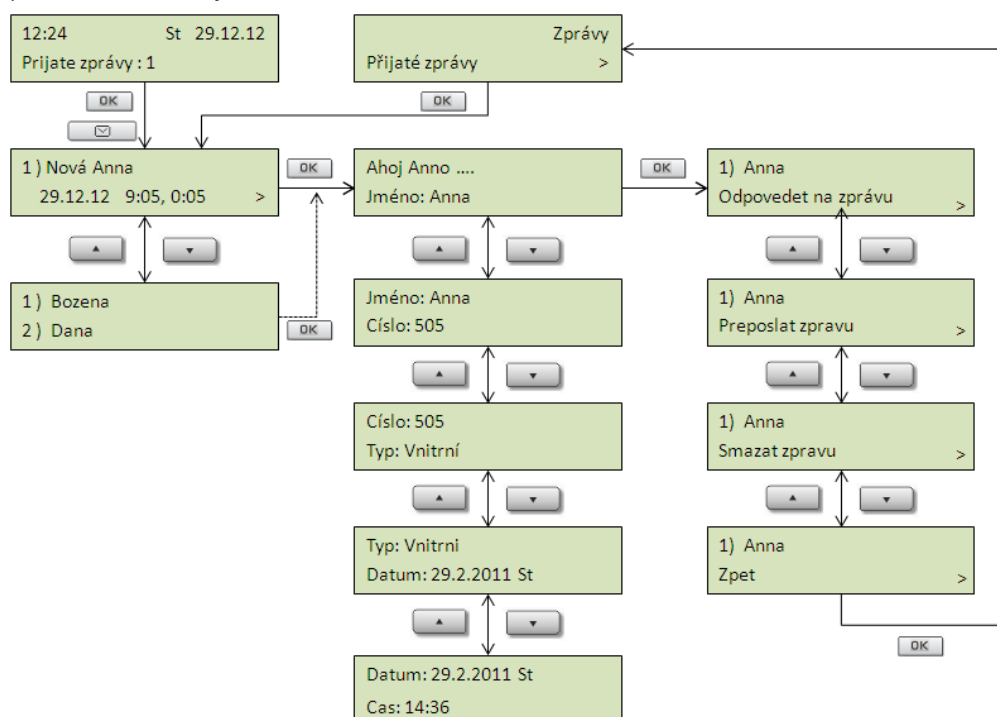 12:24 St 29.12.12
Prijate zprávy : 1
Zprávy
Přijaté zprávy >
OK
OK
1 ) Nová Anna
29.12.12 9:05, 0:05 >
OK
Ahoj Anno ....
Jméno: Anna
OK
1) Anna
Odpovedet na zprávu >
1 ) Bozena
2 ) Dana
OK
Jméno: Anna
Císlo: 505
1) Anna
Preposlat zpravu >
Císlo: 505
Typ: Vnitrní
1) Anna
Smazat zpravu >
Typ: Vnitrni
Datum: 29.2.2011 St
1) Anna
Zpet >
OK
Datum: 29.2.2011 St
Cas: 14:36